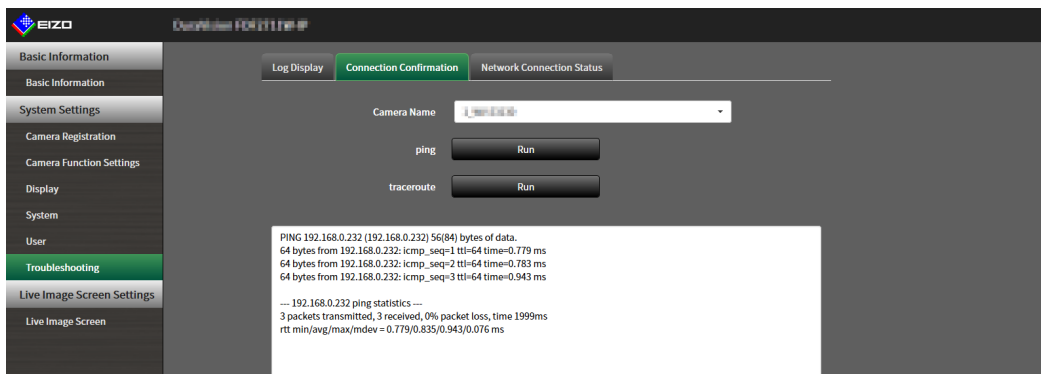 EIZO
Basic Information
Basic Information
System Settings
Camera Registration
Camera Function Settings
Display
System
User
Troubleshooting
Live Image Screen Settings
Live Image Screen
Log Display
Connection Confirmation
Network Connection Status
Camera Name
ping
Run
traceroute
Run
PING 192.168.0.232 (192.168.0.232) 56(84) bytes of data.
64 bytes from 192.168.0.232: icmp_seq=1 ttl=64 time=0.779 ms
64 bytes from 192.168.0.232: icmp_seq=2 ttl=64 time=0.783 ms
64 bytes from 192.168.0.232: icmp_seq=3 ttl=64 time=0.943 ms
--- 192.168.0.232 ping statistics ---
3 packets transmitted, 3 received, 0% packet loss, time 1999ms
rtt min/avg/max/mdev = 0.779/0.835/0.943/0.076 ms